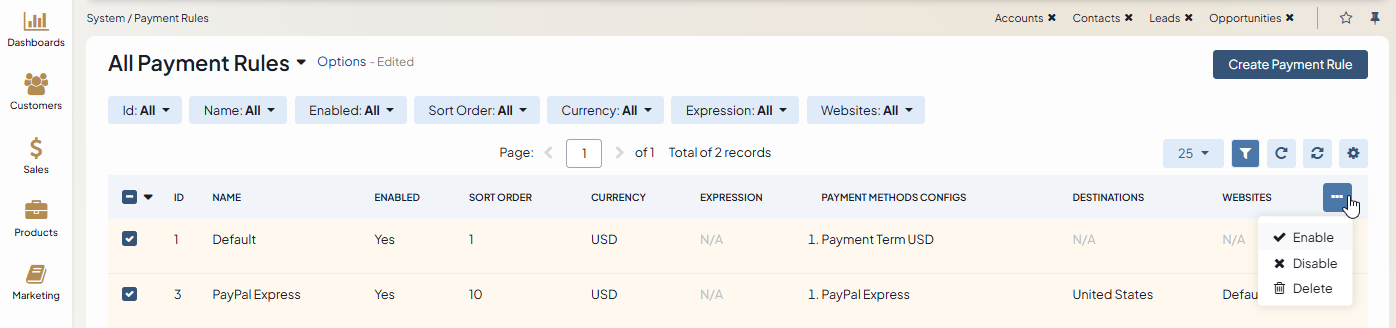 System / Payment Rules
Accounts Contacts Leads Opportunities
Dashboards
Customers
Sales
Products
Marketing
All Payment Rules Options - Edited
Create Payment Rule
Id: All Name: All Enabled: All Sort Order: All Currency: All Expression: All Websites: All
Page: 1 of 1 Total of 2 records 25
ID NAME ENABLED SORT ORDER CURRENCY EXPRESSION PAYMENT METHODS CONFIGS DESTINATIONS WEBSITES
1 Default Yes 1 USD N/A 1. Payment Term USD N/A N/A
3 PayPal Express Yes 10 USD N/A 1. PayPal Express United States
Enable
Disable
Delete